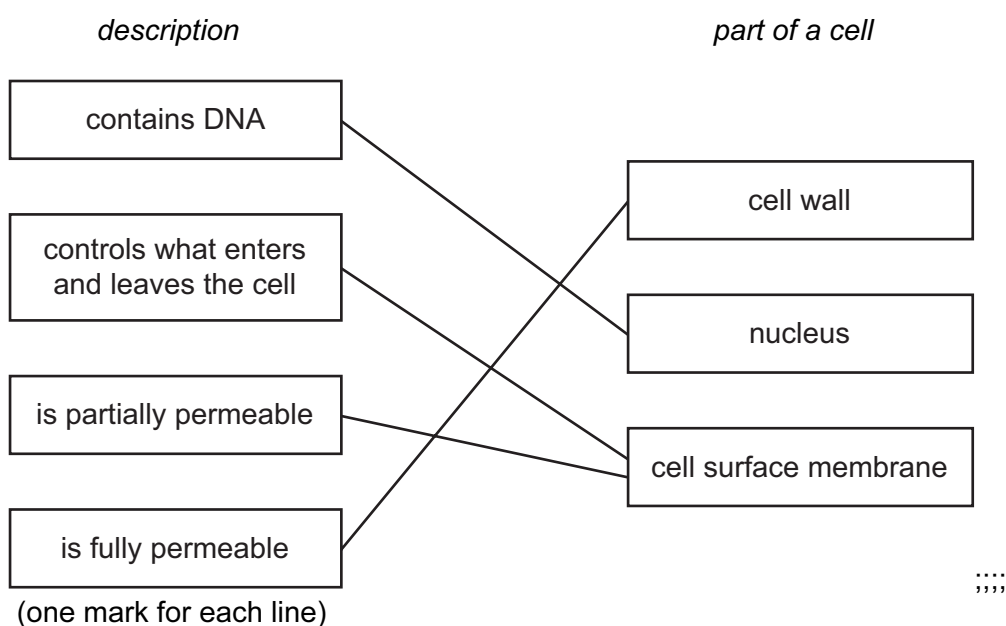 description
part of a cell
contains DNA
cell wall
controls what enters
and leaves the cell
nucleus
is partially permeable
cell surface membrane
is fully permeable
;;;;
(one mark for each line)